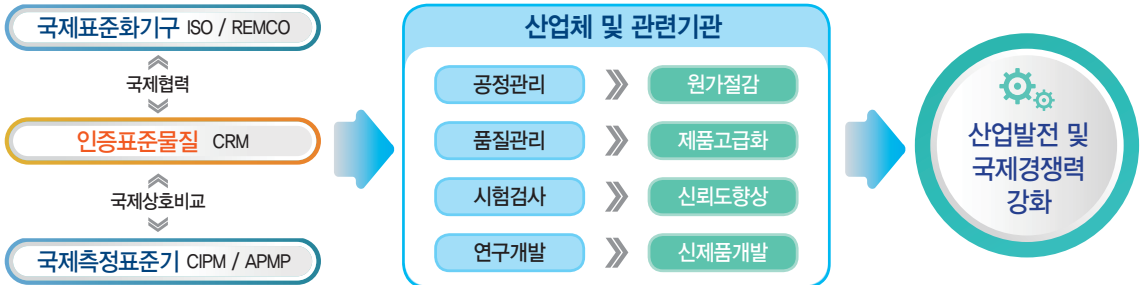 국제표준화기구 ISO / REMCO
국제협력
인증표준물질 CRM
국제상호비교
국제측정표준기 CIPM / APMP
산업체 및 관련기관
공정관리 원가절감
품질관리 제품고급화
시험검사 신뢰도향상
연구개발 신제품개발
산업발전 및
국제경쟁력
강화